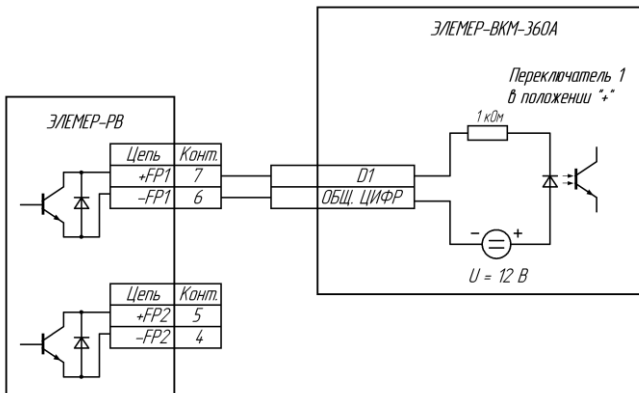 ЭЛЕМЕР-ВКМ-360А
Переключатель 1
в положении "+"
1 кОм
ЭЛЕМЕР-РВ
Цепь Конт.
+FP1 7
-FP1 6
D1
ОБЩ. ЦИФР
- +
U = 12 В
Цепь Конт.
+FP2 5
-FP2 4